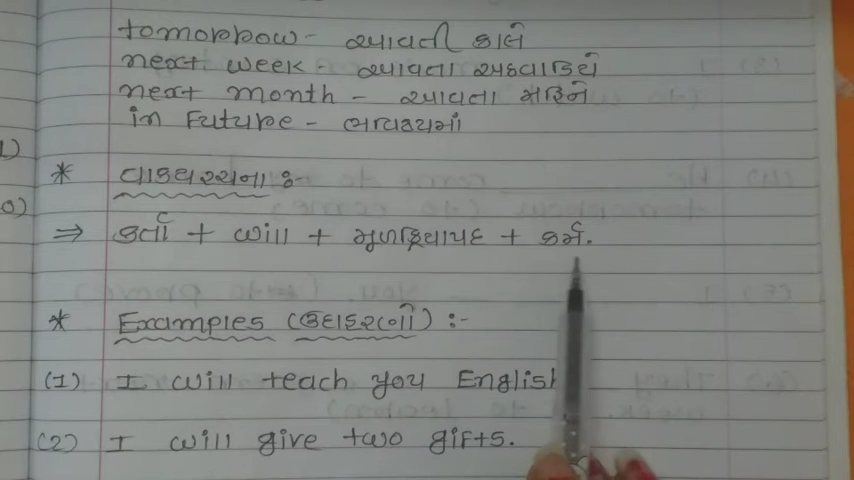 tomorrow - આવતી કાલે
next week - આવતા અઠવાડિયે
next month - આવતા મહિને
in Future - ભવિષ્યમાં
* વાક્યરચના :-
⇒ કર્તા + will + મૂળક્રિયાપદ + કર્મ.
* Examples (ઉદાહરણો) :-
(1) I will teach you English
(2) I will give two gifts.